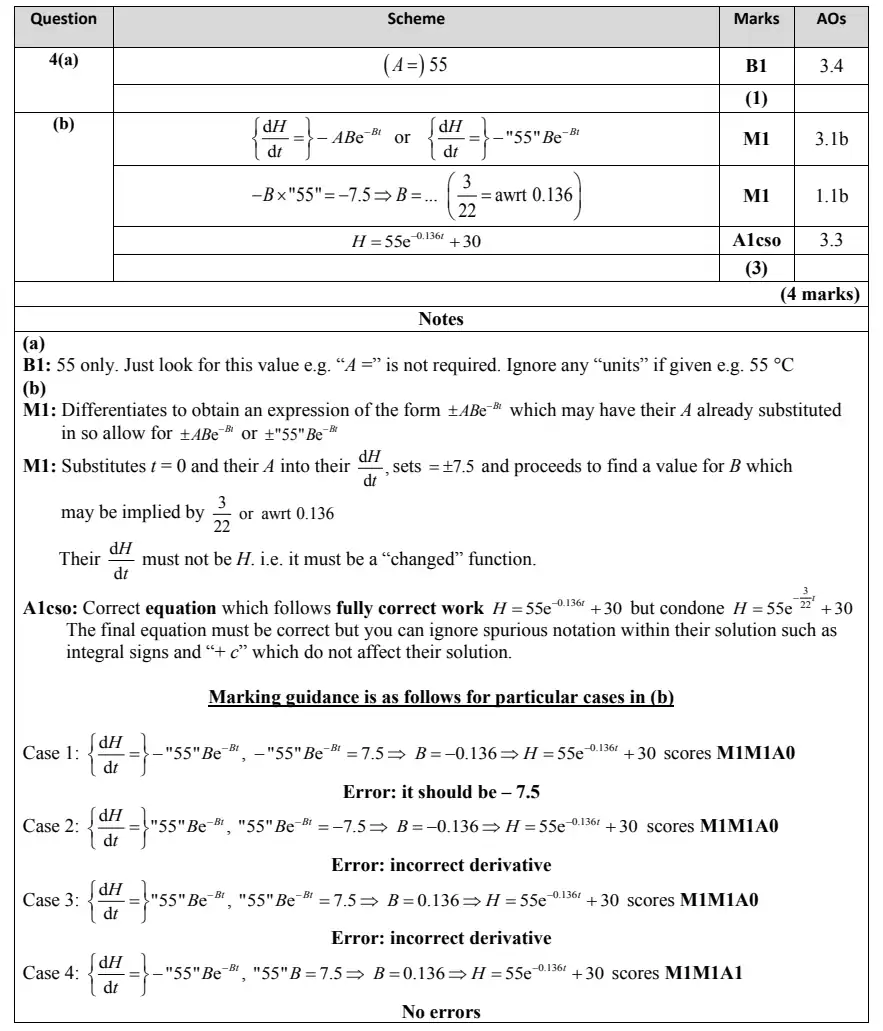 Question Scheme Marks AOs
4(a) (A =) 55 B1 3.4
(1)
(b) {dH/dt =} − ABe^(−Bt) or {dH/dt =} − "55" Be^(−Bt) M1 3.1b
−B × "55" = −7.5 ⇒ B = ... (3/22 = awrt 0.136) M1 1.1b
H = 55e^(−0.136t) + 30 A1cso 3.3
(3)
(4 marks)
Notes
(a)
B1: 55 only. Just look for this value e.g. “A =” is not required. Ignore any “units” if given e.g. 55 °C
(b)
M1: Differentiates to obtain an expression of the form ±ABe^(−Bt) which may have their A already substituted
in so allow for ±ABe^(−Bt) or ±"55" Be^(−Bt)
M1: Substitutes t = 0 and their A into their dH/dt, sets = ±7.5 and proceeds to find a value for B which
may be implied by 3/22 or awrt 0.136
Their dH/dt must not be H. i.e. it must be a “changed” function.
A1cso: Correct equation which follows fully correct work H = 55e^(−0.136t) + 30 but condone H = 55e^(−3/22 t) + 30
The final equation must be correct but you can ignore spurious notation within their solution such as
integral signs and “+ c” which do not affect their solution.
Marking guidance is as follows for particular cases in (b)
Case 1: {dH/dt =} − "55" Be^(−Bt), − "55" Be^(−Bt) = 7.5 ⇒ B = −0.136 ⇒ H = 55e^(−0.136t) + 30 scores M1M1A0
Error: it should be – 7.5
Case 2: {dH/dt =} "55" Be^(−Bt), "55" Be^(−Bt) = −7.5 ⇒ B = −0.136 ⇒ H = 55e^(−0.136t) + 30 scores M1M1A0
Error: incorrect derivative
Case 3: {dH/dt =} "55" Be^(−Bt), "55" Be^(−Bt) = 7.5 ⇒ B = 0.136 ⇒ H = 55e^(−0.136t) + 30 scores M1M1A0
Error: incorrect derivative
Case 4: {dH/dt =} − "55" Be^(−Bt), "55" B = 7.5 ⇒ B = 0.136 ⇒ H = 55e^(−0.136t) + 30 scores M1M1A1
No errors